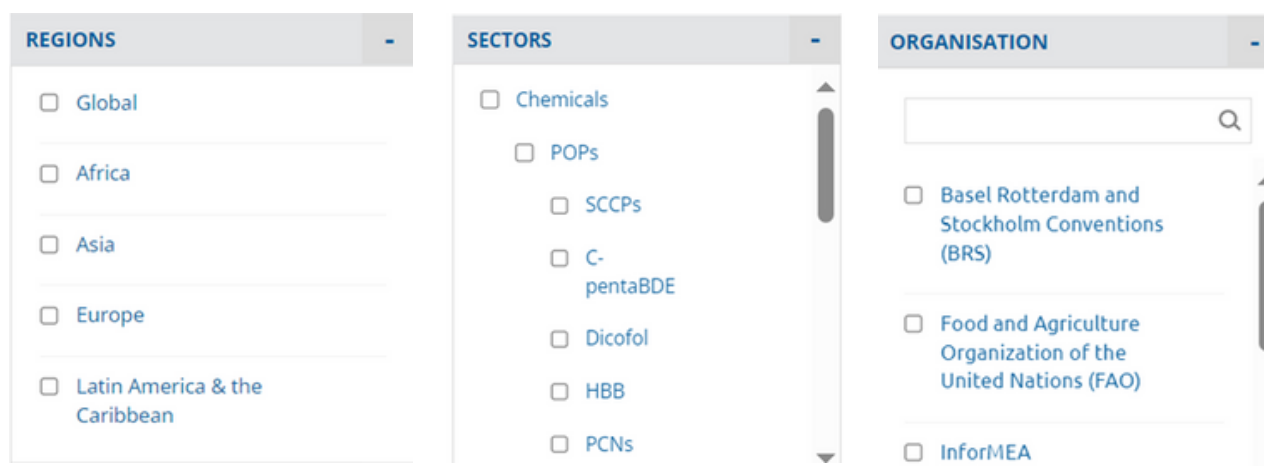 REGIONS -
Global
Africa
Asia
Europe
Latin America & the
Caribbean
SECTORS -
Chemicals
POPs
SCCPs
C-
pentaBDE
Dicofol
HBB
PCNs
ORGANISATION -
Basel Rotterdam and
Stockholm Conventions
(BRS)
Food and Agriculture
Organization of the
United Nations (FAO)
InforMEA